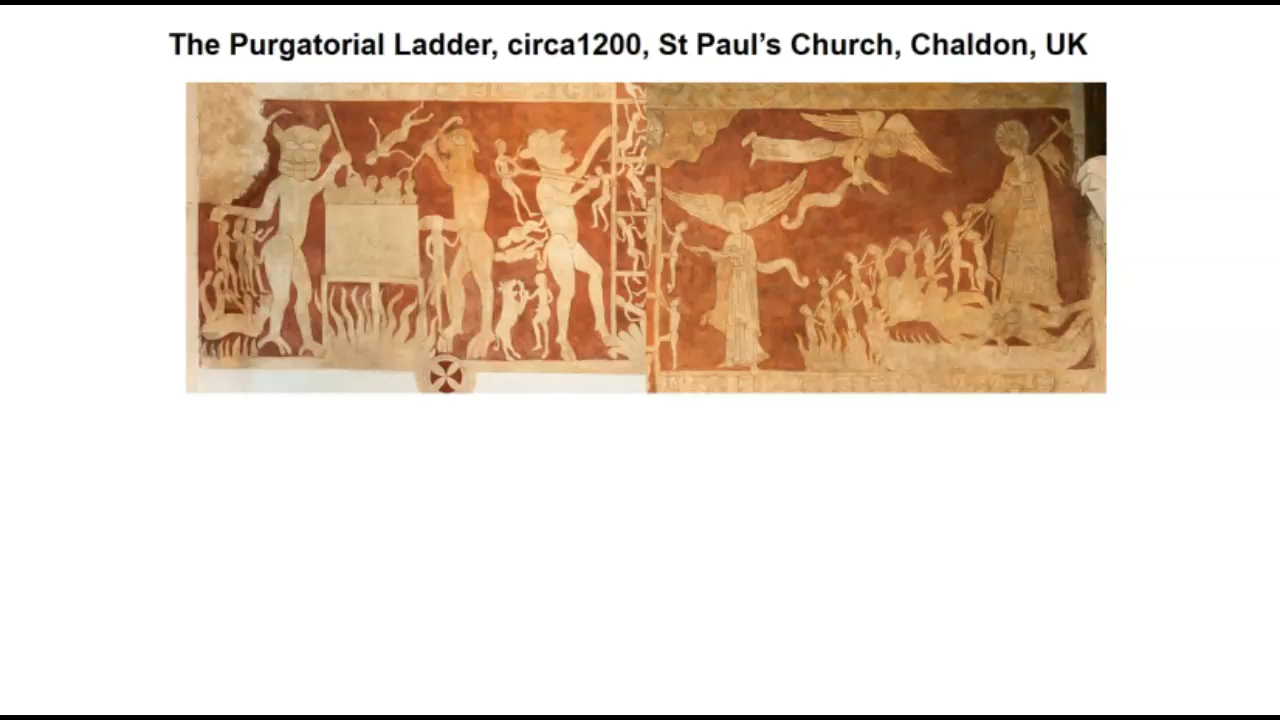 The Purgatorial Ladder, circa1200, St Paul’s Church, Chaldon, UK